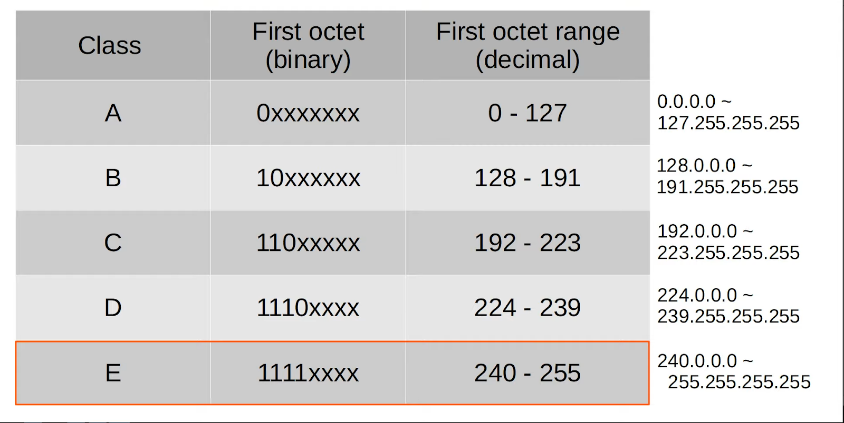 Class First octet (binary) First octet range (decimal)
A 0xxxxxxx 0 - 127 0.0.0.0 ~
127.255.255.255
B 10xxxxxx 128 - 191 128.0.0.0 ~
191.255.255.255
C 110xxxxx 192 - 223 192.0.0.0 ~
223.255.255.255
D 1110xxxx 224 - 239 224.0.0.0 ~
239.255.255.255
E 1111xxxx 240 - 255 240.0.0.0 ~
255.255.255.255